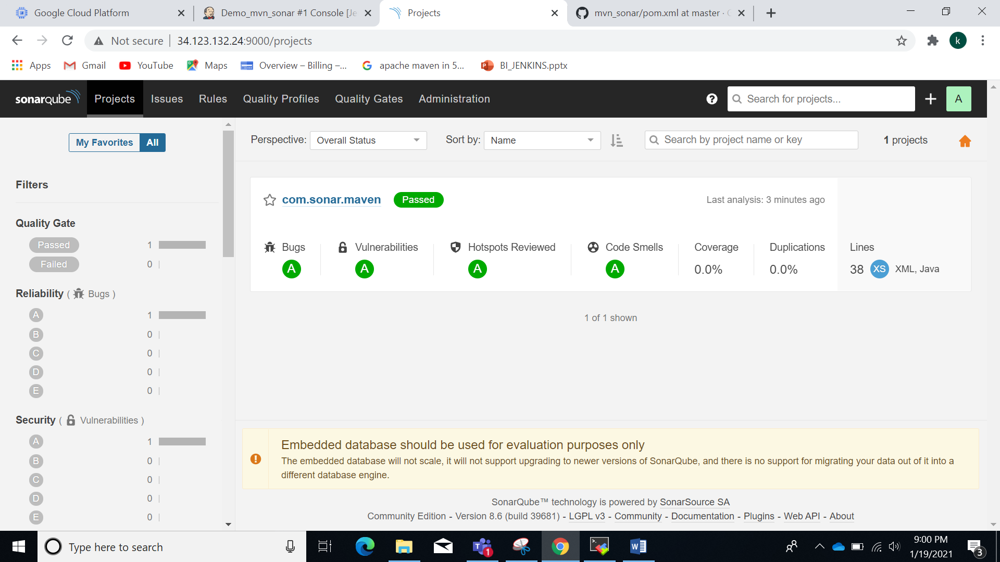 Google Cloud Platform
Demo_mvn_sonar #1 Console [Je
Projects
mvn_sonar/pom.xml at master ·
Not secure
34.123.132.24:9000/projects
k
Apps
Gmail
YouTube
Maps
Overview – Billing –...
apache maven in 5...
BI_JENKINS.pptx
sonarqube
Projects
Issues
Rules
Quality Profiles
Quality Gates
Administration
Search for projects...
A
My Favorites
All
Perspective:
Overall Status
Sort by:
Name
Search by project name or key
1 projects
Filters
Quality Gate
Passed 1
Failed 0
Reliability ( Bugs )
A 1
B 0
C 0
D 0
E 0
Security ( Vulnerabilities )
A 1
B 0
C 0
D 0
E 0
com.sonar.maven
Passed
Last analysis: 3 minutes ago
Bugs
A
Vulnerabilities
A
Hotspots Reviewed
A
Code Smells
A
Coverage
0.0%
Duplications
0.0%
Lines
38 XS XML, Java
1 of 1 shown
Embedded database should be used for evaluation purposes only
The embedded database will not scale, it will not support upgrading to newer versions of SonarQube, and there is no support for migrating your data out of it into a
different database engine.
SonarQube™ technology is powered by SonarSource SA
Community Edition - Version 8.6 (build 39681) - LGPL v3 - Community - Documentation - Plugins - Web API - About
Type here to search
1
9:00 PM
1/19/2021
3